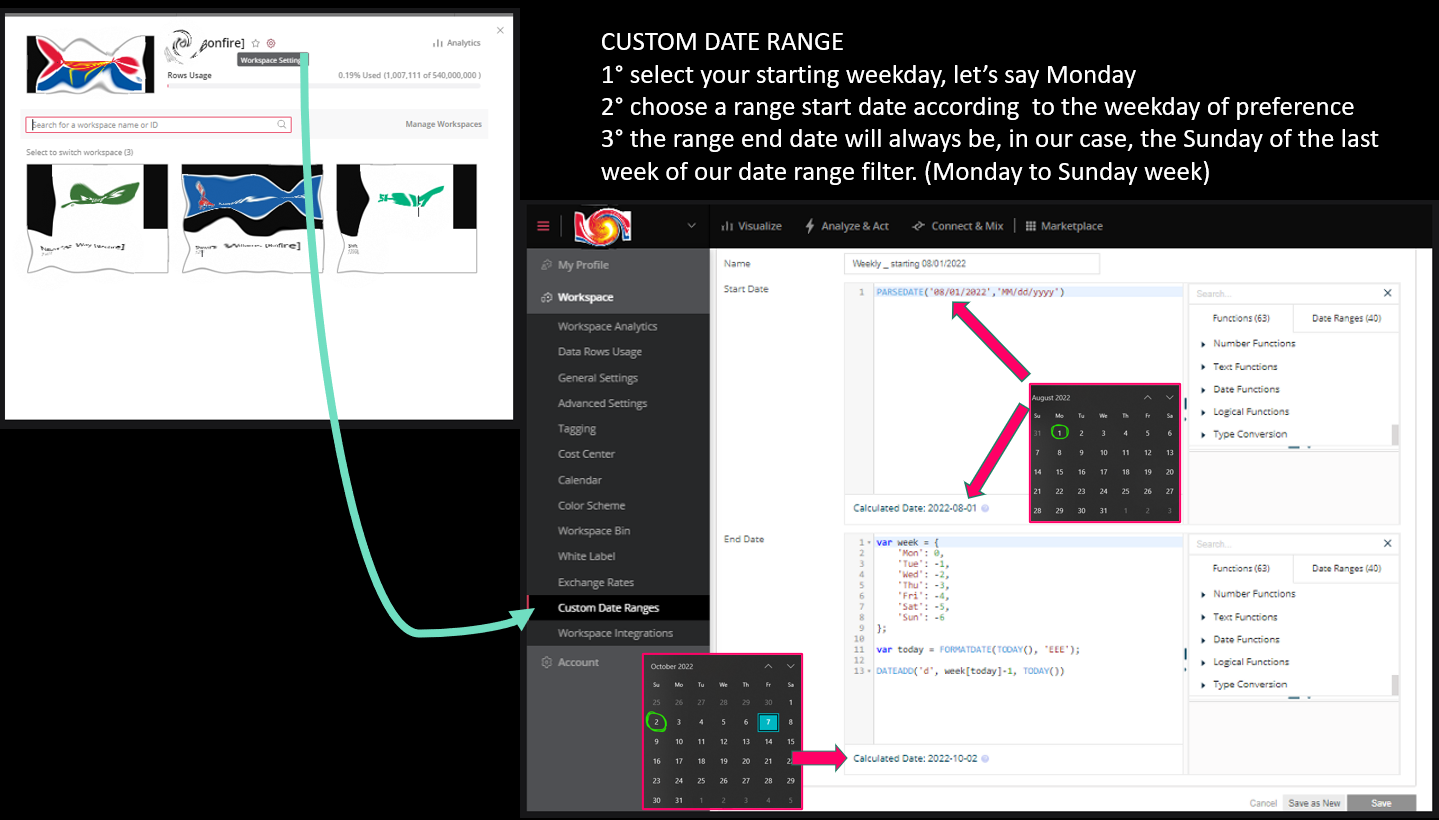 CUSTOM DATE RANGE
1° select your starting weekday, let's say Monday
2° choose a range start date according  to the weekday of preference
3° the range end date will always be, in our case, the Sunday of the last
week of our date range filter. (Monday to Sunday week)
Analytics
Workspace
Rows Usage
0.19% Used (1,007,111 of 540,000,000 )
Search for a workspace name or ID
Manage Workspaces
Select to switch workspace (3)
Visualize
Analyze & Act
Connect & Mix
Marketplace
My Profile
Workspace
Workspace Analytics
Data Rows Usage
General Settings
Advanced Settings
Tagging
Cost Center
Calendar
Color Scheme
Workspace Bin
White Label
Exchange Rates
Custom Date Ranges
Workspace Integrations
Account
Name
Weekly _ starting 08/01/2022
Start Date
1 PARSEDATE('08/01/2022','MM/dd/yyyy')
Search...
Functions (63)
Date Ranges (40)
Number Functions
Text Functions
Date Functions
Logical Functions
Type Conversion
August 2022
Su Mo Tu We Th Fr Sa
31 1 2 3 4 5 6
7 8 9 10 11 12 13
14 15 16 17 18 19 20
21 22 23 24 25 26 27
28 29 30 31 1 2 3
Calculated Date: 2022-08-01
End Date
1 var week = {
2 'Mon': 0,
3 'Tue': -1,
4 'Wed': -2,
5 'Thu': -3,
6 'Fri': -4,
7 'Sat': -5,
8 'Sun': -6
9 };
10
11 var today = FORMATDATE(TODAY(), 'EEE');
12
13 DATEADD('d', week[today]-1, TODAY())
Search...
Functions (63)
Date Ranges (40)
Number Functions
Text Functions
Date Functions
Logical Functions
Type Conversion
October 2022
Su Mo Tu We Th Fr Sa
25 26 27 28 29 30 1
2 3 4 5 6 7 8
9 10 11 12 13 14 15
16 17 18 19 20 21
23 24 25 26 27 28 29
30 31 1 2 3 4 5
Calculated Date: 2022-10-02
Cancel
Save as New
Save